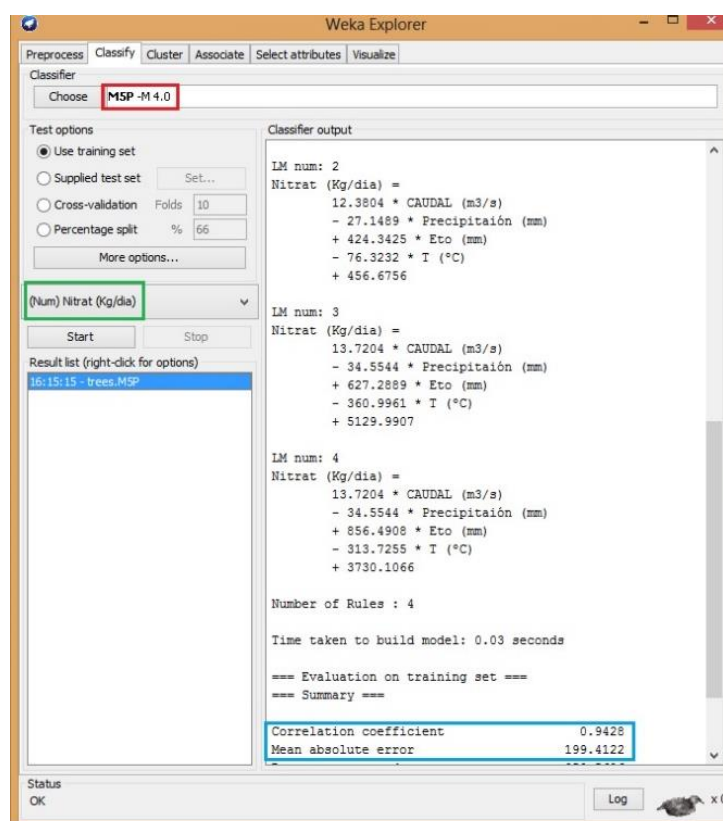 Weka Explorer
Preprocess Classify Cluster Associate Select attributes Visualize
Classifier
Choose M5P -M 4.0
Test options
Use training set
Supplied test set Set...
Cross-validation Folds 10
Percentage split % 66
More options...
(Num) Nitrat (Kg/dia)
Start Stop
Result list (right-click for options)
16:15:15 - trees.M5P
Classifier output
LM num: 2
Nitrat (Kg/dia) =
12.3804 * CAUDAL (m3/s)
- 27.1489 * Precipitaión (mm)
+ 424.3425 * Eto (mm)
- 76.3232 * T (°C)
+ 456.6756
LM num: 3
Nitrat (Kg/dia) =
13.7204 * CAUDAL (m3/s)
- 34.5544 * Precipitaión (mm)
+ 627.2889 * Eto (mm)
- 360.9961 * T (°C)
+ 5129.9907
LM num: 4
Nitrat (Kg/dia) =
13.7204 * CAUDAL (m3/s)
- 34.5544 * Precipitaión (mm)
+ 856.4908 * Eto (mm)
- 313.7255 * T (°C)
+ 3730.1066
Number of Rules : 4
Time taken to build model: 0.03 seconds
=== Evaluation on training set ===
=== Summary ===
Correlation coefficient 0.9428
Mean absolute error 199.4122
Status
OK
Log x